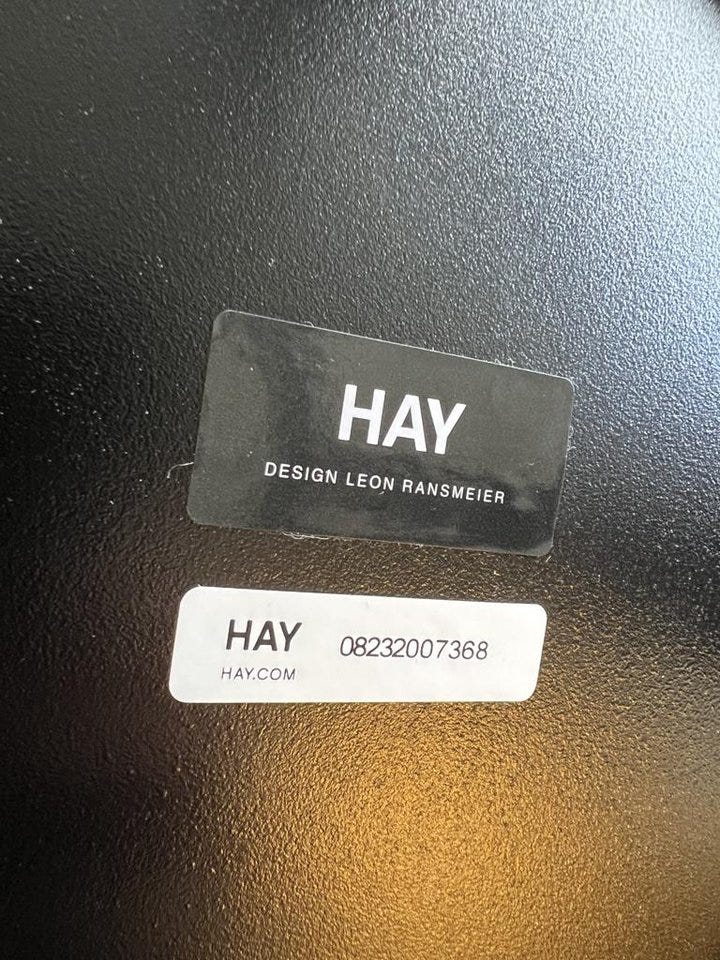 HAY
DESIGN LEON RANSMEIER
HAY 08232007368
HAY.COM